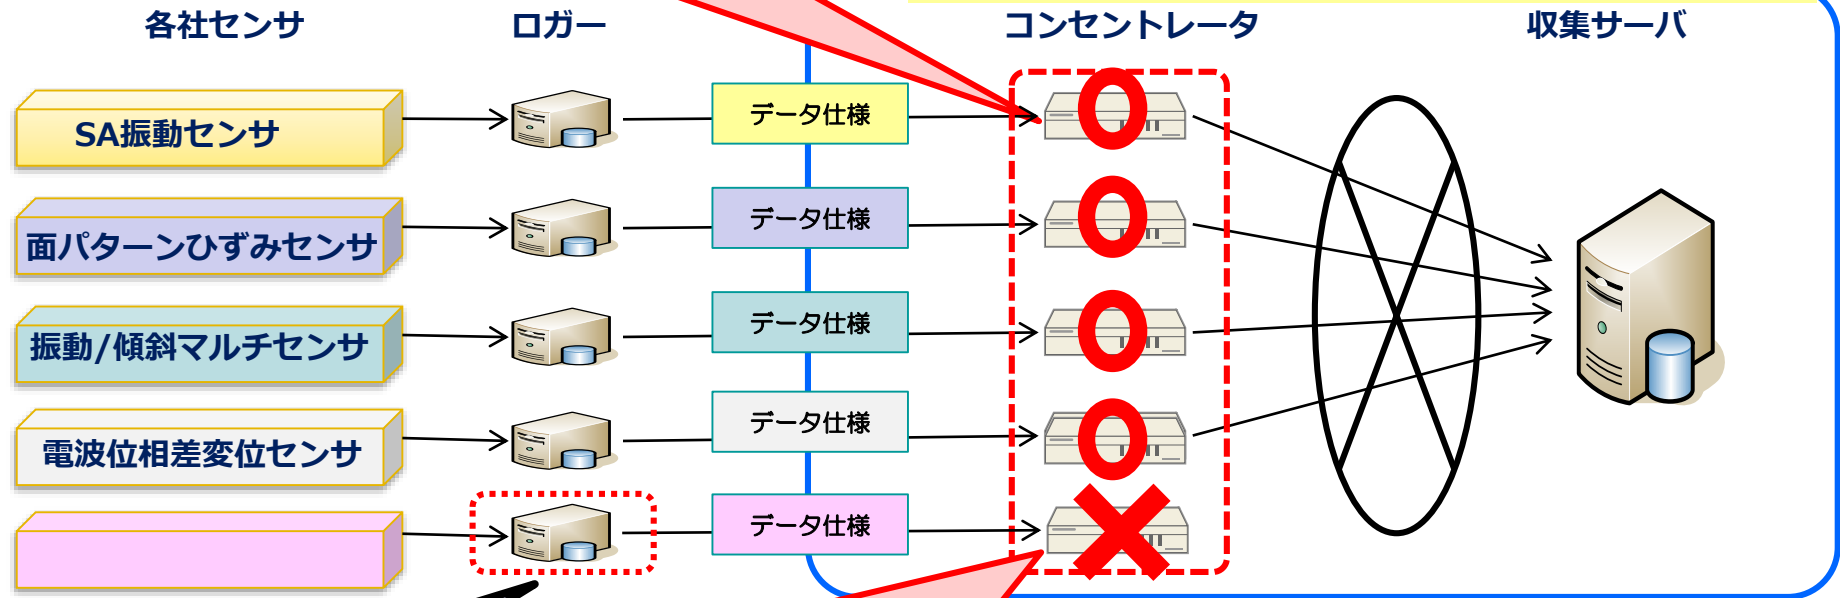 各社センサ
ロガー
コンセントレータ
収集サーバ
SA振動センサ
データ仕様
面パターンひずみセンサ
データ仕様
振動/傾斜マルチセンサ
データ仕様
電波位相差変位センサ
データ仕様
データ仕様